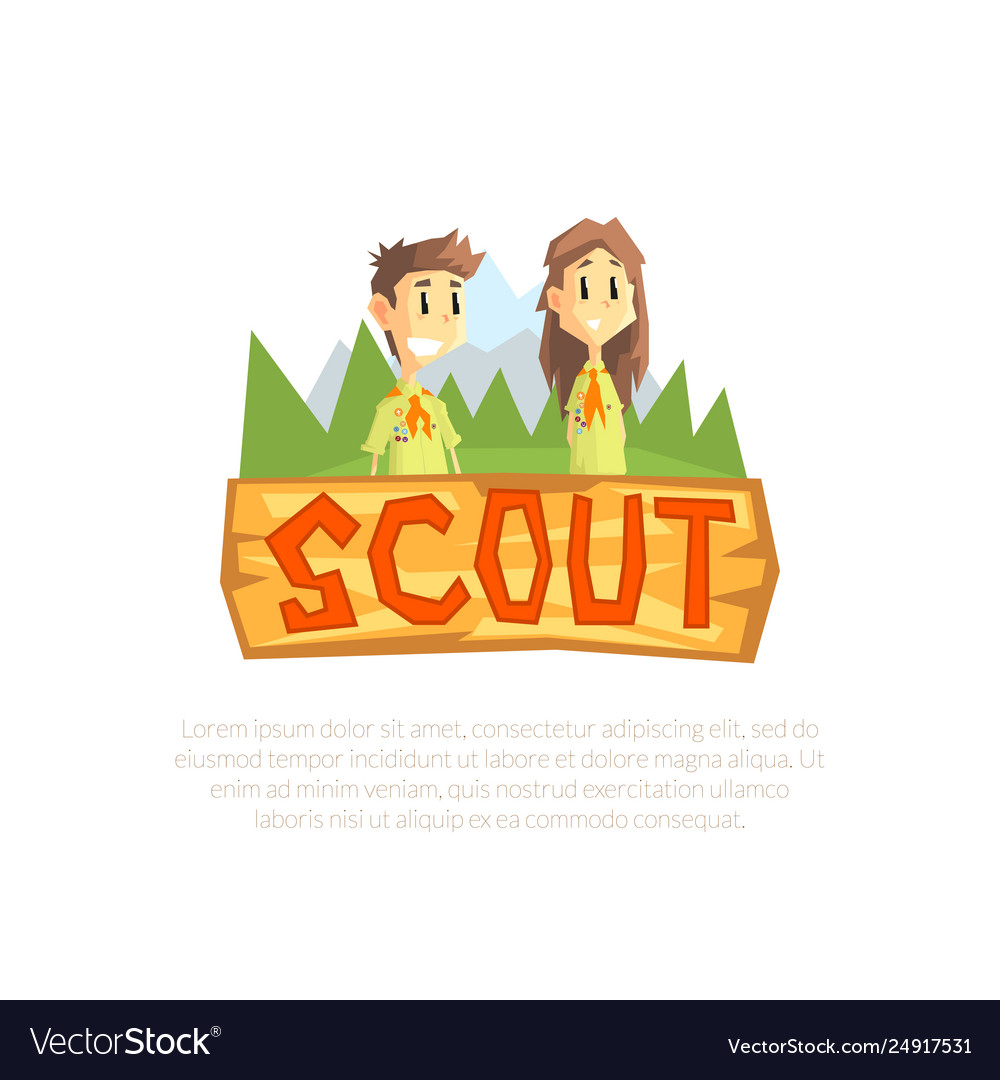 SCOUT
Lorem ipsum dolor sit amet, consectetur adipiscing elit, sed do
eiusmod tempor incididunt ut labore et dolore magna aliqua. Ut
enim ad minim veniam, quis nostrud exercitation ullamco
laboris nisi ut aliquip ex ea commodo consequat.
VectorStock®
VectorStock.com/24917531